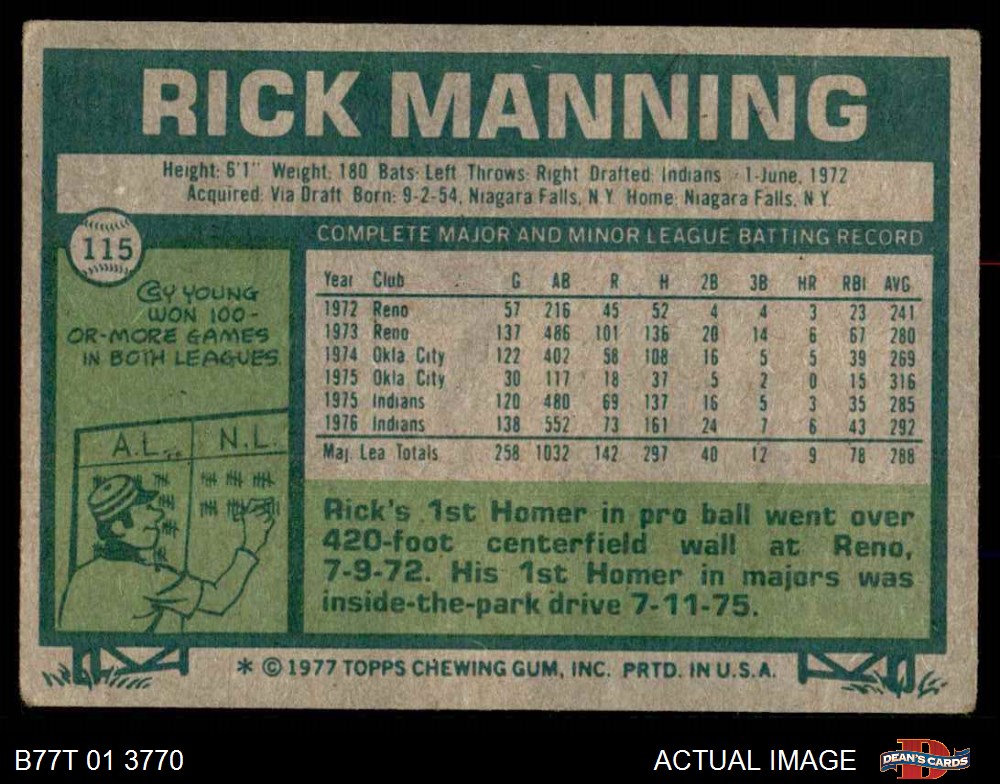 RICK MANNING
Height: 6'1" Weight: 180 Bats: Left Throws: Right Drafted: Indians - 1-June, 1972
Acquired: Via Draft Born: 9-2-54, Niagara Falls, N.Y. Home: Niagara Falls, N.Y.
115
CY YOUNG
WON 100-
OR-MORE GAMES
IN BOTH LEAGUES.
A.L. N.L.
COMPLETE MAJOR AND MINOR LEAGUE BATTING RECORD
Year Club G AB R H 2B 3B HR RBI AVG
1972 Reno 57 216 45 52 4 4 3 23 241
1973 Reno 137 486 101 136 20 14 6 67 280
1974 Okla. City 122 402 58 108 16 5 5 39 269
1975 Okla. City 30 117 18 37 5 2 0 15 316
1975 Indians 120 480 69 137 16 5 3 35 285
1976 Indians 138 552 73 161 24 7 6 43 292
Maj. Lea Totals 258 1032 142 297 40 12 9 78 288
Rick's 1st Homer in pro ball went over
420-foot centerfield wall at Reno,
7-9-72. His 1st Homer in majors was
inside-the-park drive 7-11-75.
* © 1977 TOPPS CHEWING GUM, INC. PRTD. IN U.S.A.
B77T 01 3770
ACTUAL IMAGE
D
DEAN'S CARDS